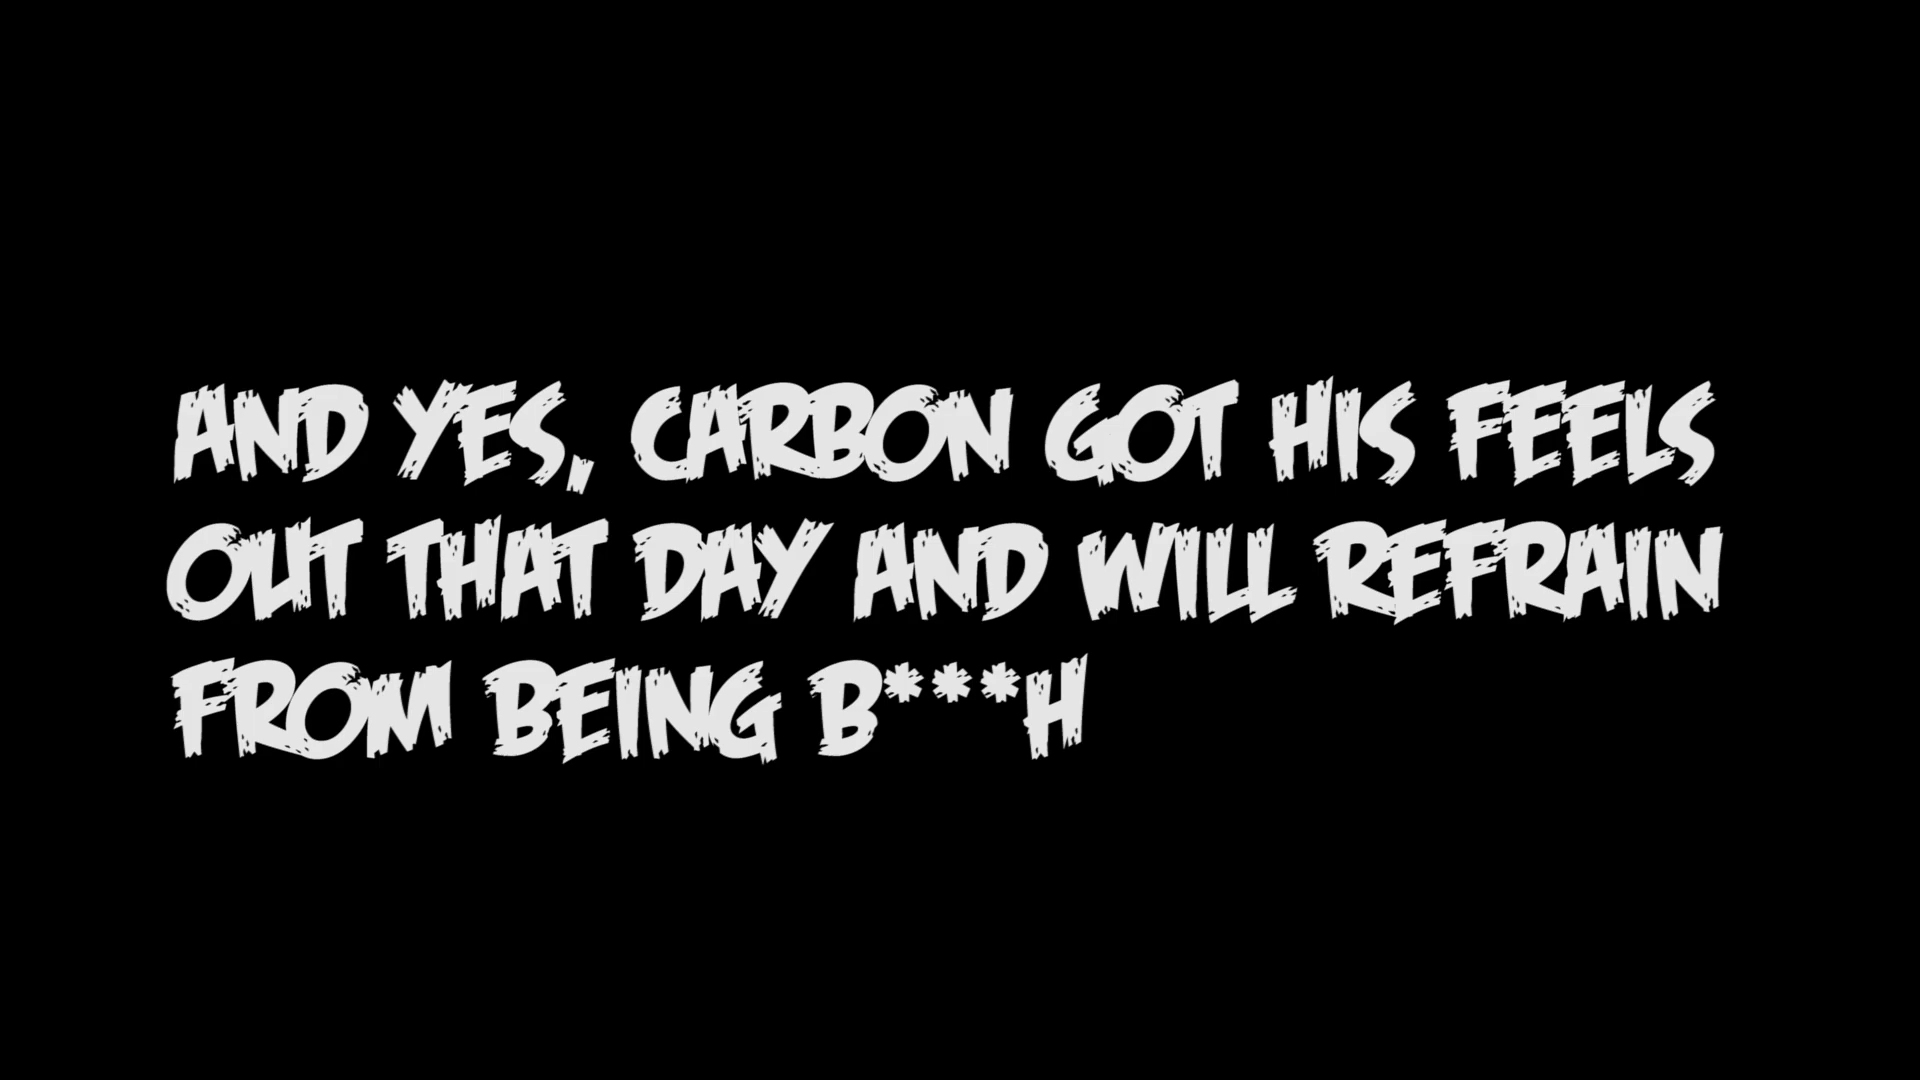 AND YES, CARBON GOT HIS FEELS
OUT THAT DAY AND WILL REFRAIN
FROM BEING B***H